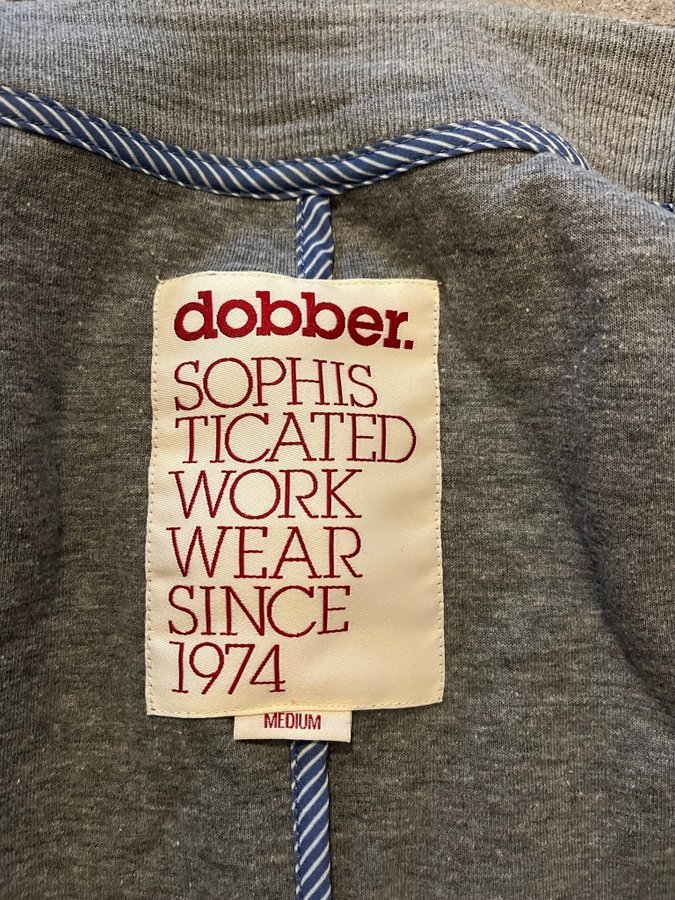 dobber.
SOPHIS
TICATED
WORK
WEAR
SINCE
1974
MEDIUM